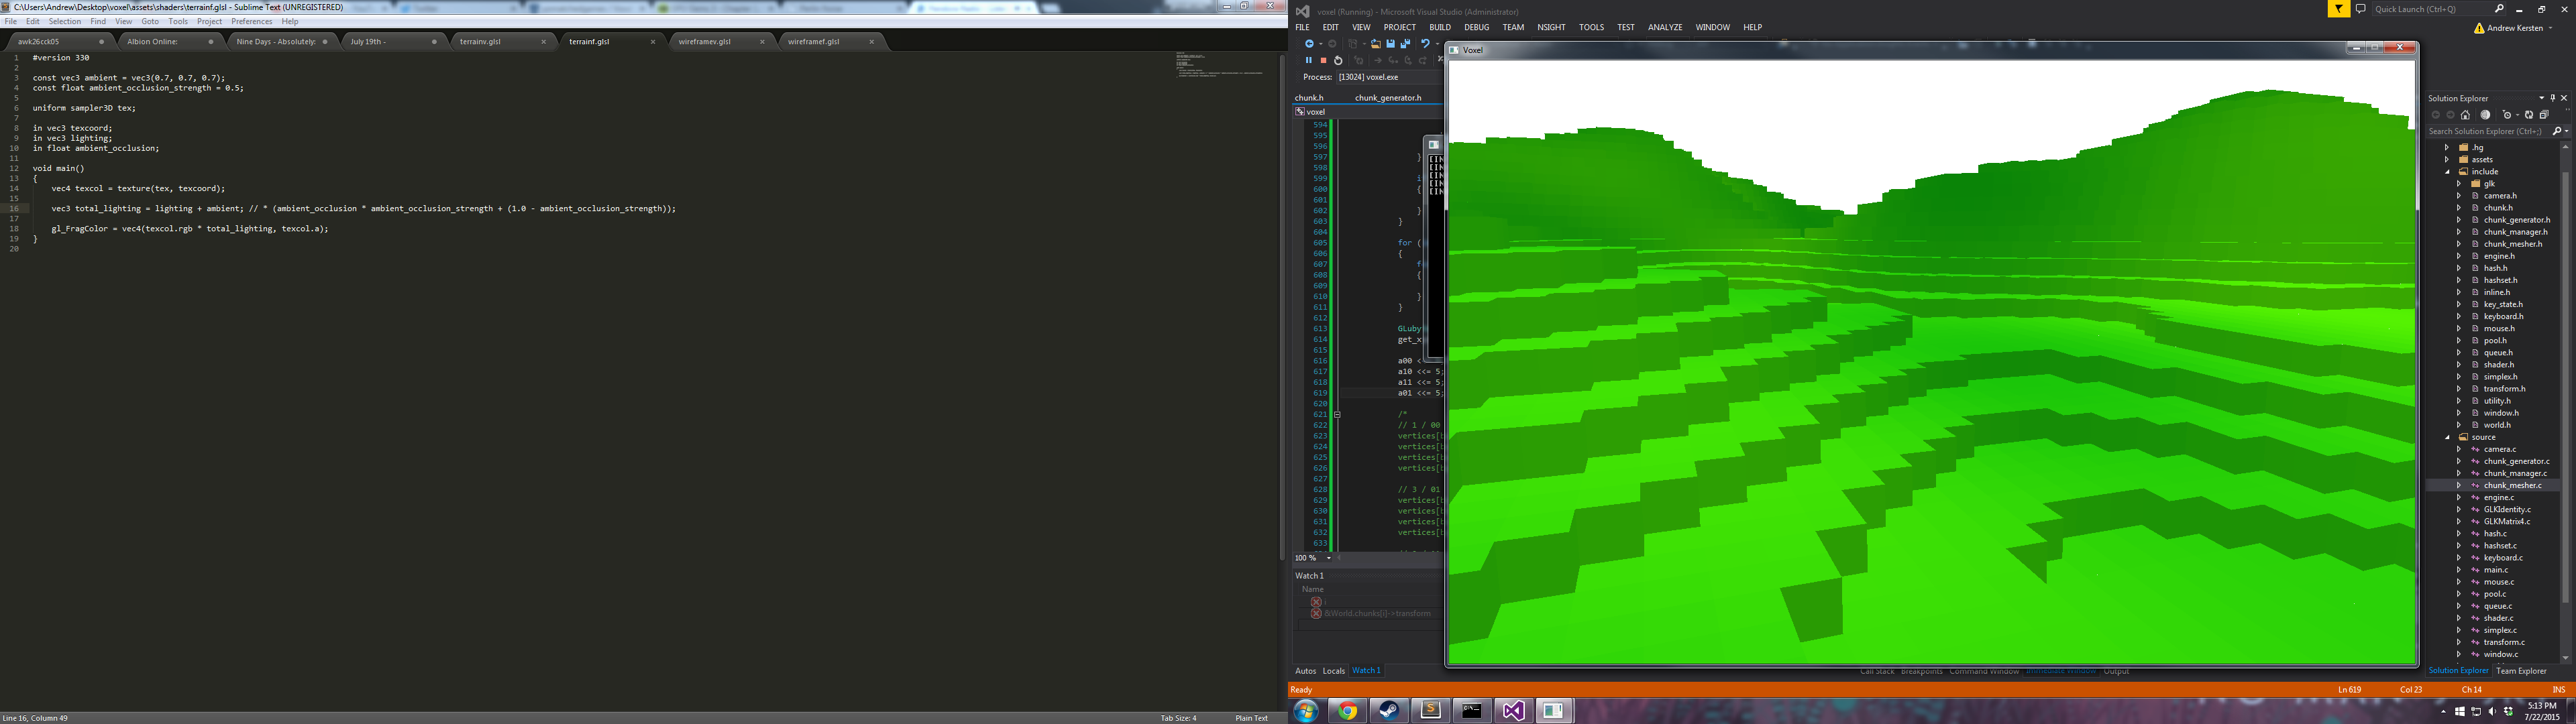 C:\Users\Andrew\Desktop\voxel\assets\shaders\terrainf.glsl - Sublime Text (UNREGISTERED)
File Edit Selection Find View Goto Tools Project Preferences Help
awk26cck05 Albion Online: Nine Days - Absolutely: July 19th - terrainv.glsl terrainf.glsl wireframev.glsl wireframef.glsl
1 #version 330
2
3 const vec3 ambient = vec3(0.7, 0.7, 0.7);
4 const float ambient_occlusion_strength = 0.5;
5
6 uniform sampler3D tex;
7
8 in vec3 texcoord;
9 in vec3 lighting;
10 in float ambient_occlusion;
11
12 void main()
13 {
14 vec4 texcol = texture(tex, texcoord);
15
16 vec3 total_lighting = lighting + ambient; // * (ambient_occlusion * ambient_occlusion_strength + (1.0 - ambient_occlusion_strength));
17
18 gl_FragColor = vec4(texcol.rgb * total_lighting, texcol.a);
19 }
20
Line 16, Column 49 Tab Size: 4 Plain Text
voxel (Running) - Microsoft Visual Studio (Administrator) Quick Launch (Ctrl+Q)
FILE EDIT VIEW PROJECT BUILD DEBUG TEAM NSIGHT TOOLS TEST ANALYZE WINDOW HELP Andrew Kersten
Process: [13024] voxel.exe
chunk.h chunk_generator.h
voxel
Voxel
594
595
596
597 }
598
599
600 {
601
602 }
603 }
604
605 for (
606 {
607
608 {
609
610 }
611 }
612
613 GLuby
614
615
616 a00 <
617 a10 <<= 5;
618 a11 <<= 5;
619 a01 <<= 5;
620
621 /*
622 // 1 / 00
623 vertices[
624 vertices[
625 vertices[
626 vertices[
627
628 // 3 / 01
629 vertices[
630 vertices[
631 vertices[
632 vertices[
633
100 %
Watch 1
Name
i
&World.chunks[i]->transform
Autos Locals Watch 1 Call Stack Breakpoints Command Window Immediate Window Output
Solution Explorer
Search Solution Explorer (Ctrl+;)
.hg
assets
include
glk
camera.h
chunk.h
chunk_generator.h
chunk_manager.h
chunk_mesher.h
engine.h
hash.h
hashset.h
inline.h
key_state.h
keyboard.h
mouse.h
pool.h
queue.h
shader.h
simplex.h
transform.h
utility.h
window.h
world.h
source
camera.c
chunk_generator.c
chunk_manager.c
chunk_mesher.c
engine.c
GLKIdentity.c
GLKMatrix4.c
hash.c
hashset.c
keyboard.c
main.c
mouse.c
pool.c
queue.c
shader.c
simplex.c
transform.c
window.c
Solution Explorer Team Explorer
Ready Ln 619 Col 23 Ch 14 INS
5:13 PM
7/22/2015